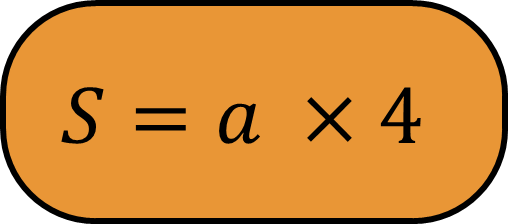 S = a × 4